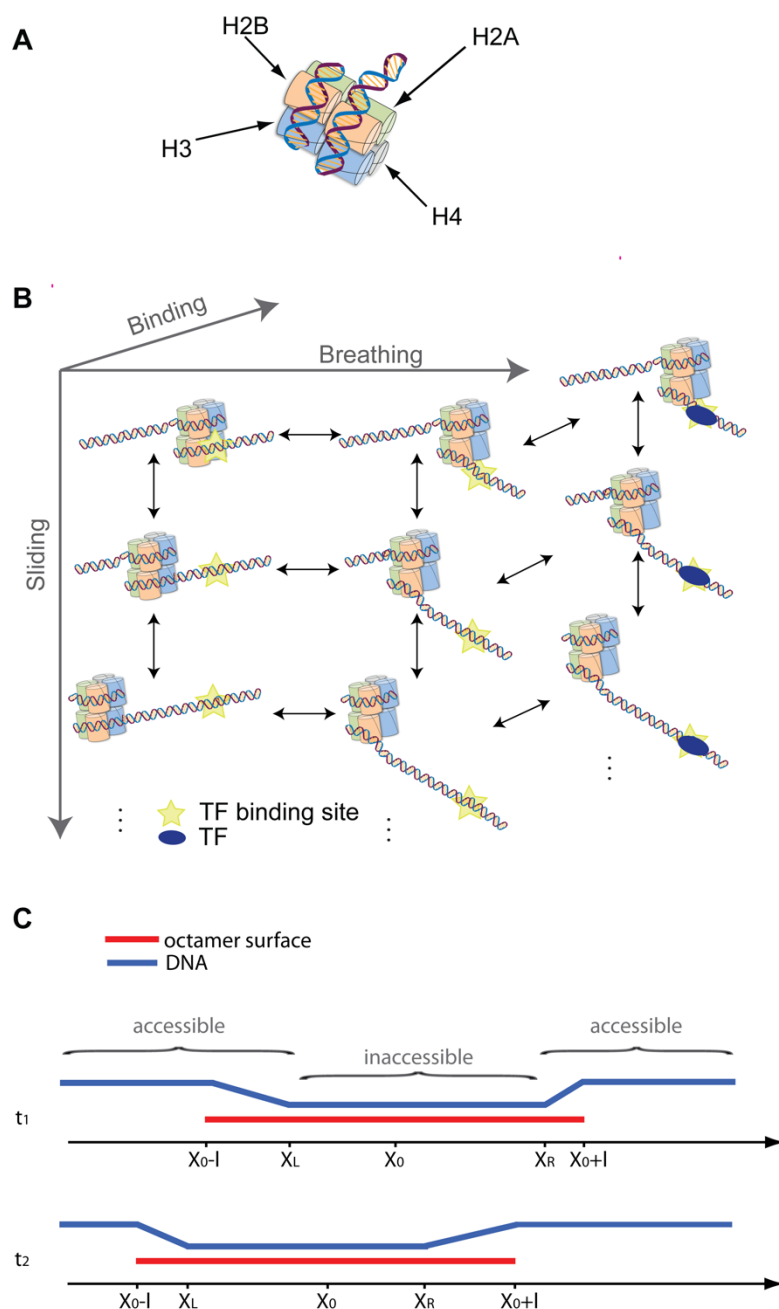 A
H2B
H2A
H3
H4
B
Binding
Breathing
Sliding
TF binding site
TF
C
octamer surface
DNA
accessible
inaccessible
accessible
t1
X0-l XL X0 XR X0+l
t2
X0-l XL X0 XR X0+l